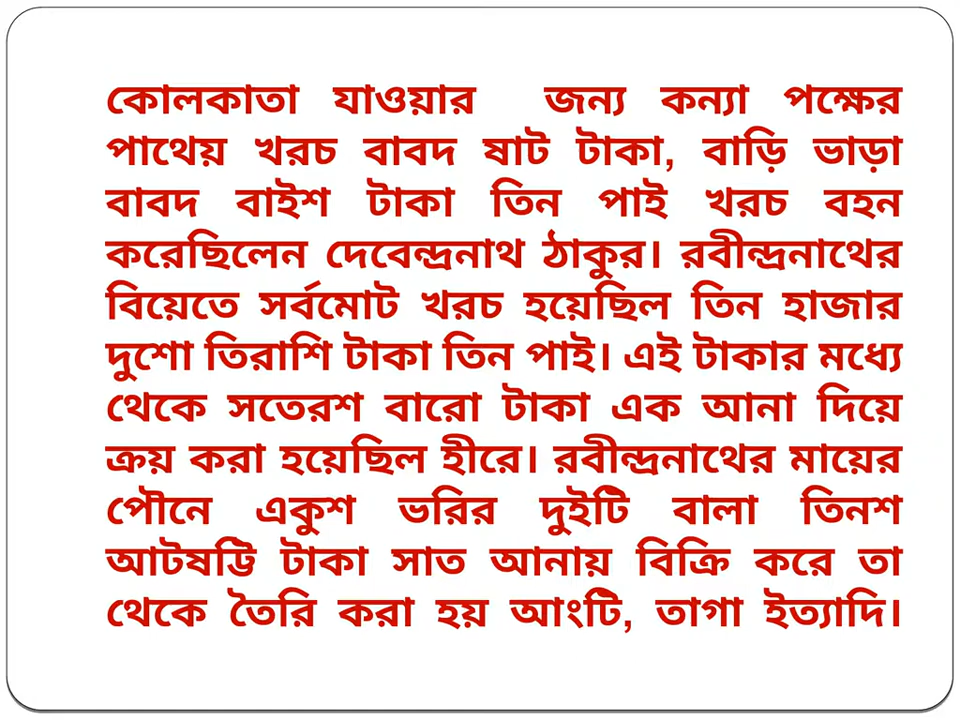 কোলকাতা যাওয়ার জন্য কন্যা পক্ষের
পাথেয় খরচ বাবদ ষাট টাকা, বাড়ি ভাড়া
বাবদ বাইশ টাকা তিন পাই খরচ বহন
করেছিলেন দেবেন্দ্রনাথ ঠাকুর। রবীন্দ্রনাথের
বিয়েতে সর্বমোট খরচ হয়েছিল তিন হাজার
দুশো তিরাশি টাকা তিন পাই। এই টাকার মধ্যে
থেকে সতেরশ বারো টাকা এক আনা দিয়ে
ক্রয় করা হয়েছিল হীরে। রবীন্দ্রনাথের মায়ের
পৌনে একুশ ভরির দুইটি বালা তিনশ
আটষট্টি টাকা সাত আনায় বিক্রি করে তা
থেকে তৈরি করা হয় আংটি, তাগা ইত্যাদি।